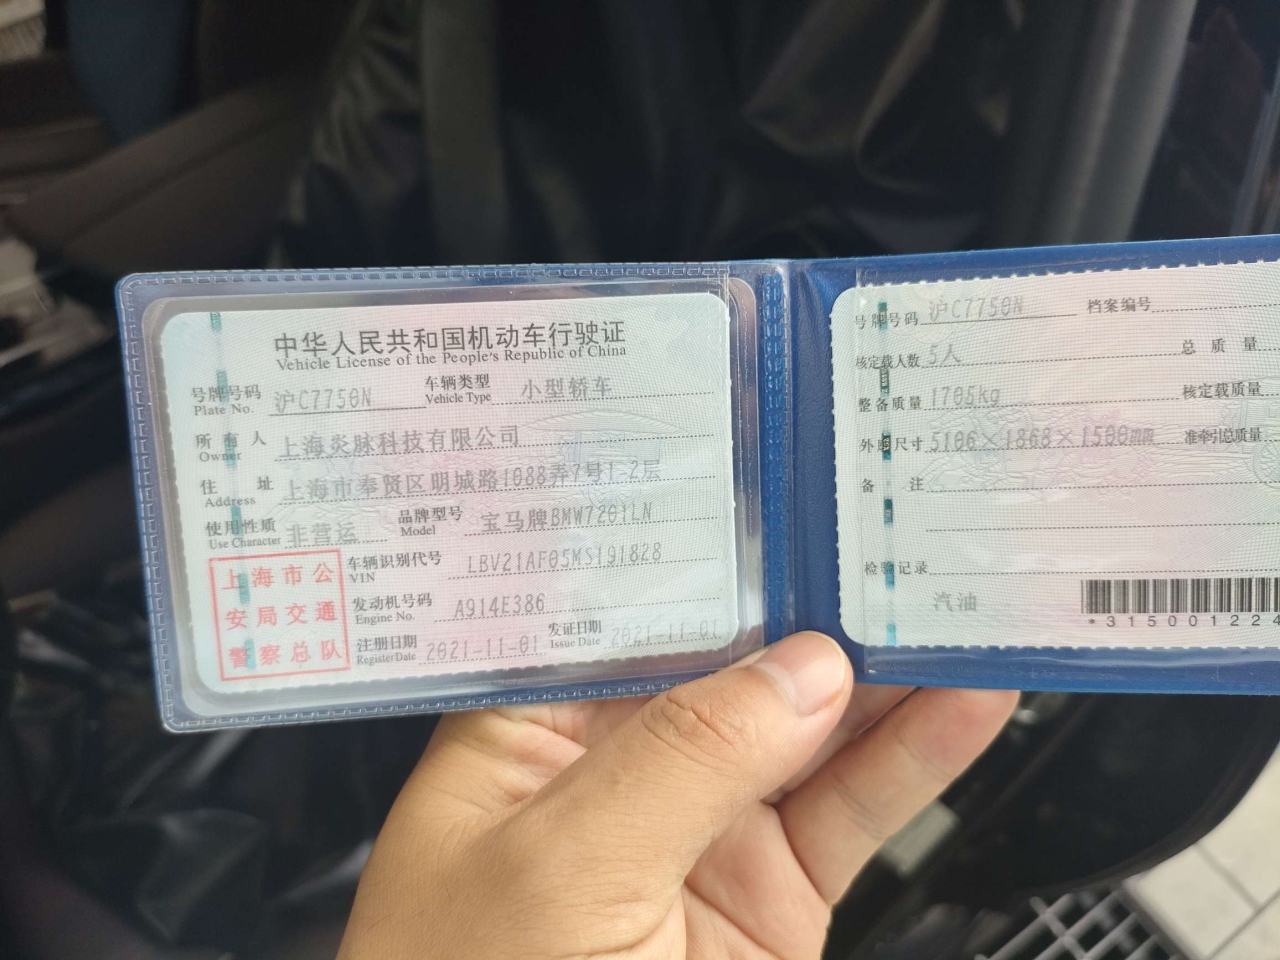 中华人民共和国机动车行驶证
Vehicle License of the People's Republic of China
号牌号码 沪C7750N 车辆类型 小型轿车
Plate No. Vehicle Type
所有人 上海炎脉科技有限公司
Owner
住址 上海市奉贤区明城路1088弄7号1-2层
Address
使用性质 非营运 品牌型号 宝马牌BMW7201LN
Use Character Model
车辆识别代号 LBV21AF05MS191828
VIN
发动机号码 A914E386
Engine No.
注册日期 2021-11-01 发证日期 2021-11-01
Register Date Issue Date
上海市公
安局交通
警察总队
号牌号码 沪C7750N 档案编号
核定载人数 5人 总质量
整备质量 1705kg 核定载质量
外廓尺寸 5106×1868×1500mm 准牵引总质量
备注
检验记录
汽油
*315001224